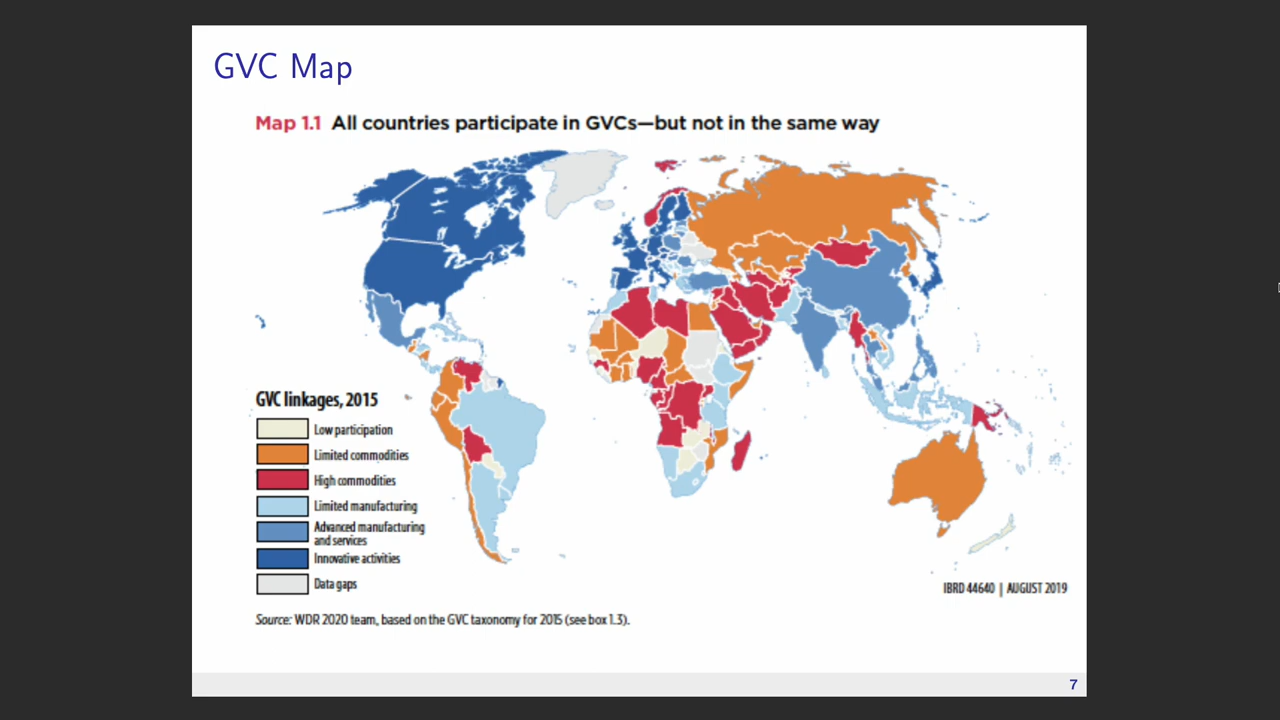 GVC Map
Map 1.1 All countries participate in GVCs—but not in the same way
GVC linkages, 2015
Low participation
Limited commodities
High commodities
Limited manufacturing
Advanced manufacturing
and services
Innovative activities
Data gaps
IBRD 44640 | AUGUST 2019
Source: WDR 2020 team, based on the GVC taxonomy for 2015 (see box 1.3).
7